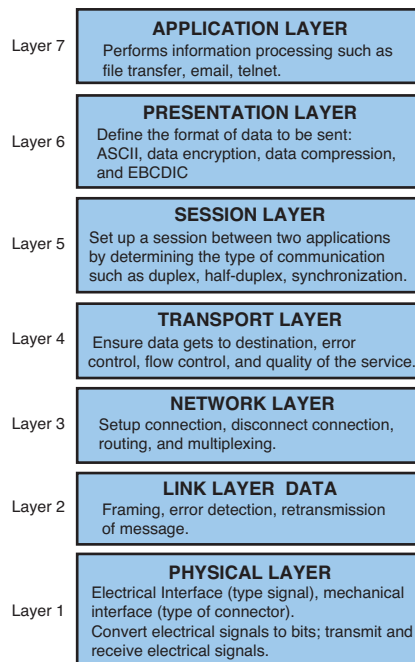 Layer 7
APPLICATION LAYER
Performs information processing such as
file transfer, email, telnet.
Layer 6
PRESENTATION LAYER
Define the format of data to be sent:
ASCII, data encryption, data compression,
and EBCDIC
Layer 5
SESSION LAYER
Set up a session between two applications
by determining the type of communication
such as duplex, half-duplex, synchronization.
Layer 4
TRANSPORT LAYER
Ensure data gets to destination, error
control, flow control, and quality of the service.
Layer 3
NETWORK LAYER
Setup connection, disconnect connection,
routing, and multiplexing.
Layer 2
LINK LAYER DATA
Framing, error detection, retransmission
of message.
Layer 1
PHYSICAL LAYER
Electrical Interface (type signal), mechanical
interface (type of connector).
Convert electrical signals to bits; transmit and
receive electrical signals.